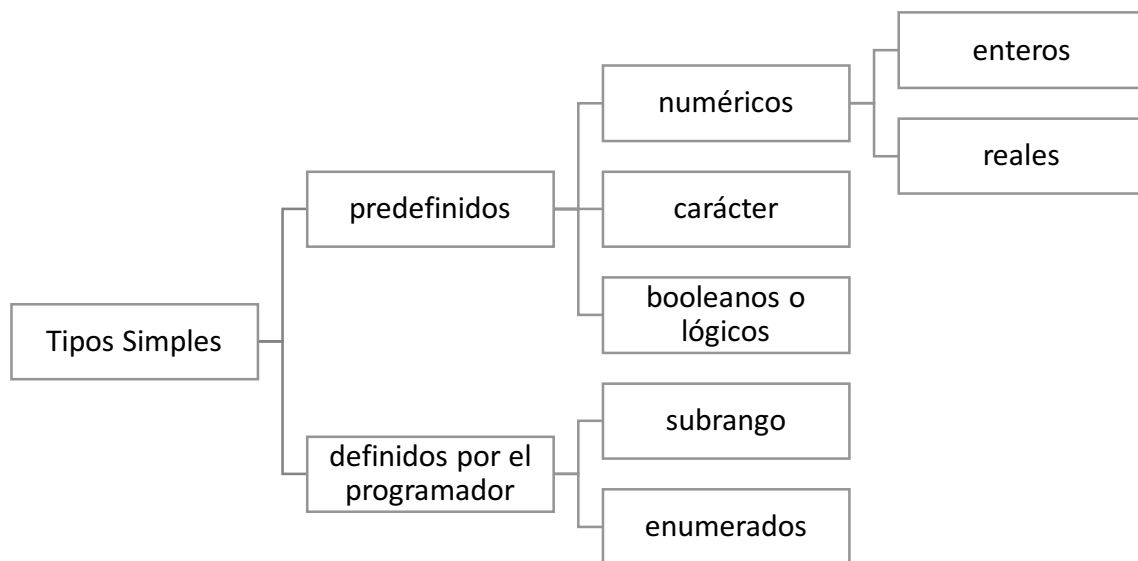 enteros
numéricos
reales
predefinidos
carácter
booleanos o
lógicos
Tipos Simples
subrango
definidos por el
programador
enumerados